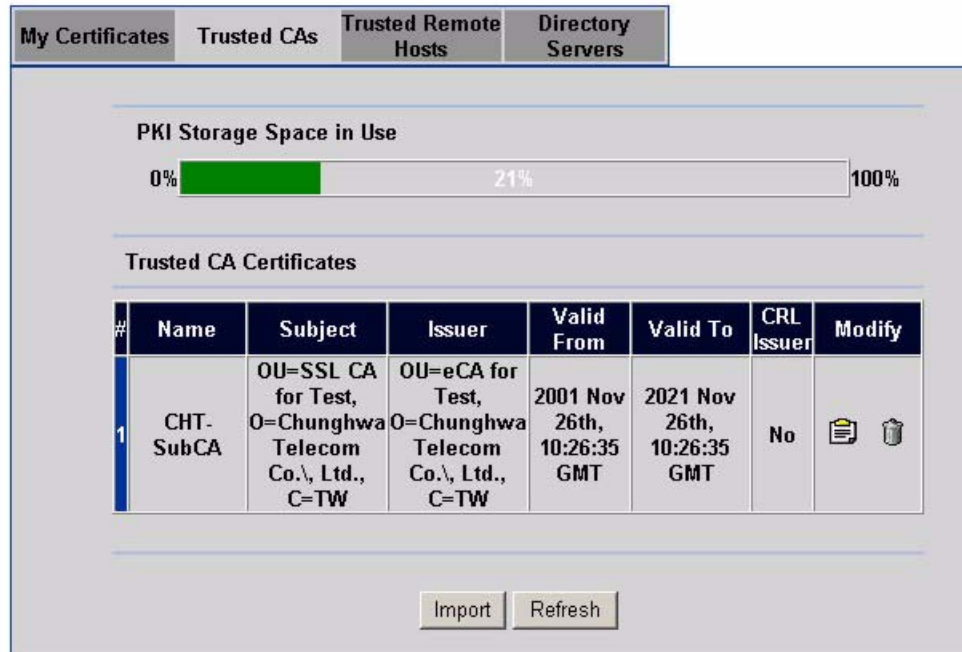 My Certificates
Trusted CAs
Trusted Remote
Hosts
Directory
Servers
PKI Storage Space in Use
0%
21%
100%
Trusted CA Certificates
#
Name
Subject
Issuer
Valid
From
Valid To
CRL
Issuer
Modify
1
CHT-
SubCA
OU=SSL CA
for Test,
O=Chunghwa
Telecom
Co.\, Ltd.,
C=TW
OU=eCA for
Test,
O=Chunghwa
Telecom
Co.\, Ltd.,
C=TW
2001 Nov
26th,
10:26:35
GMT
2021 Nov
26th,
10:26:35
GMT
No
Import
Refresh